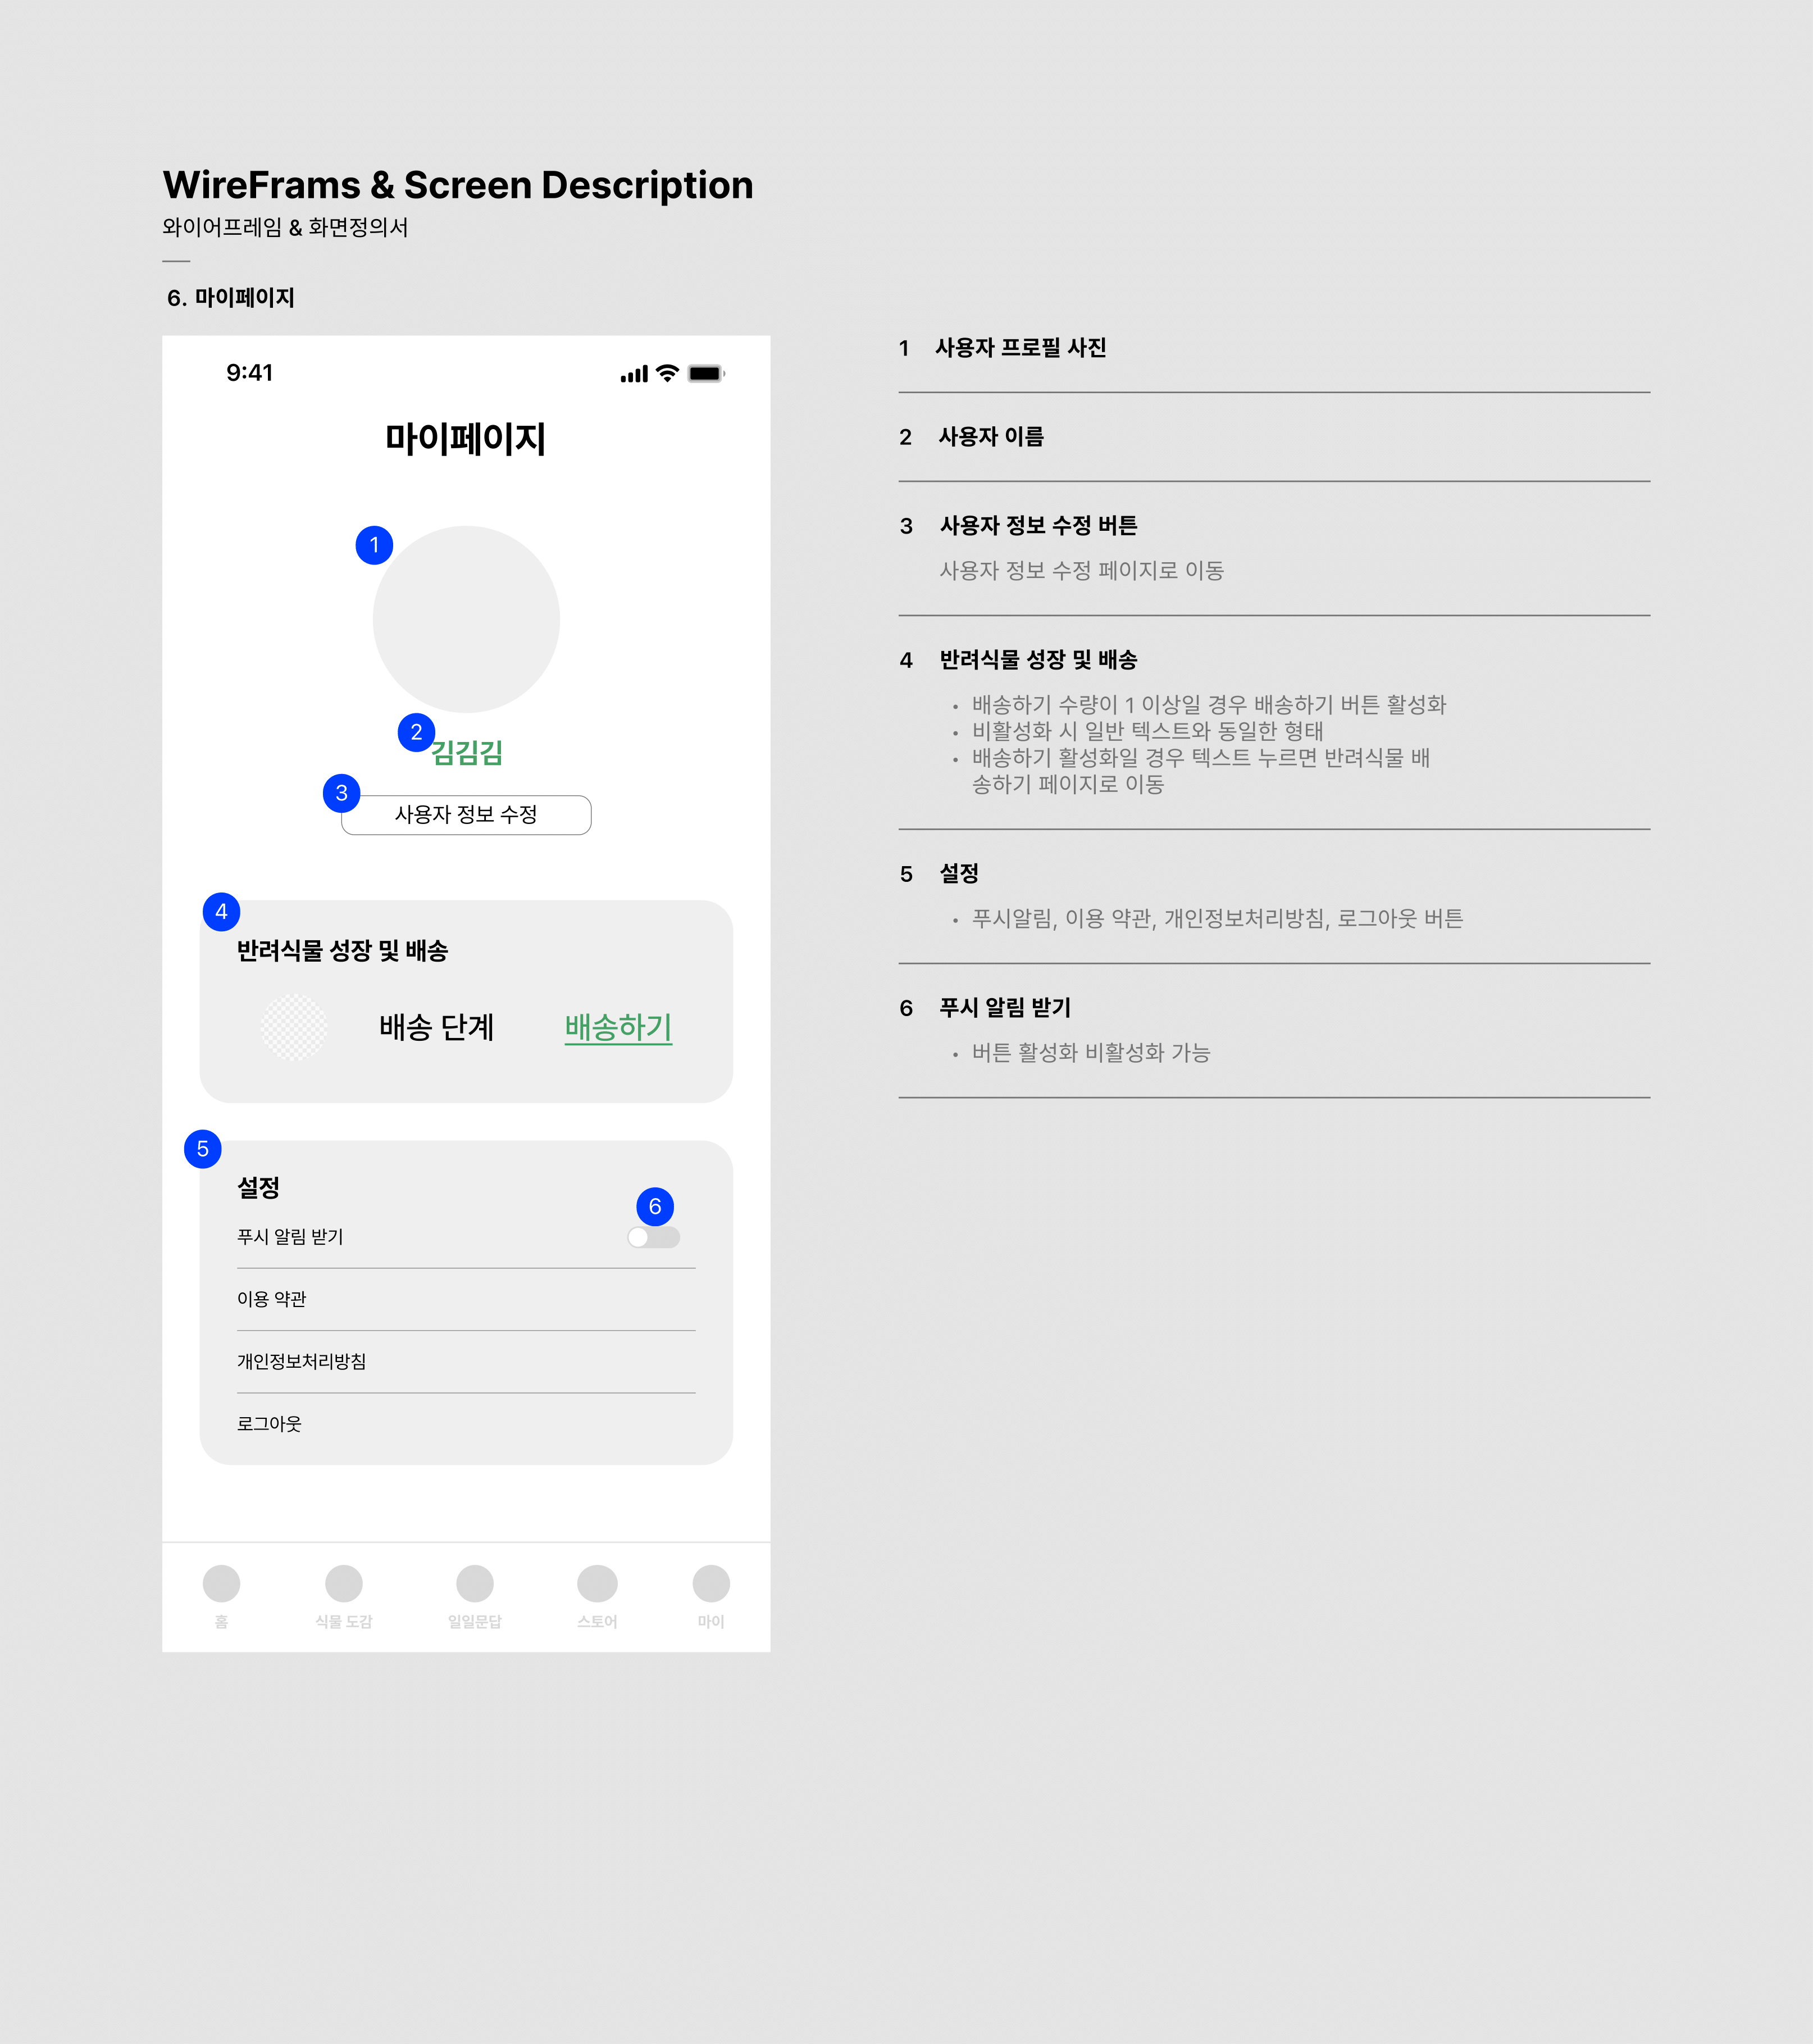 WireFrams & Screen Description
와이어프레임 & 화면정의서
6. 마이페이지
9:41
마이페이지
1
2
김김김
3
사용자 정보 수정
4
반려식물 성장 및 배송
배송 단계
배송하기
5
설정
6
푸시 알림 받기
이용 약관
개인정보처리방침
로그아웃
홈
식물 도감
일일문답
스토어
마이
1 사용자 프로필 사진
2 사용자 이름
3 사용자 정보 수정 버튼
사용자 정보 수정 페이지로 이동
4 반려식물 성장 및 배송
• 배송하기 수량이 1 이상일 경우 배송하기 버튼 활성화
• 비활성화 시 일반 텍스트와 동일한 형태
• 배송하기 활성화일 경우 텍스트 누르면 반려식물 배
송하기 페이지로 이동
5 설정
• 푸시알림, 이용 약관, 개인정보처리방침, 로그아웃 버튼
6 푸시 알림 받기
• 버튼 활성화 비활성화 가능